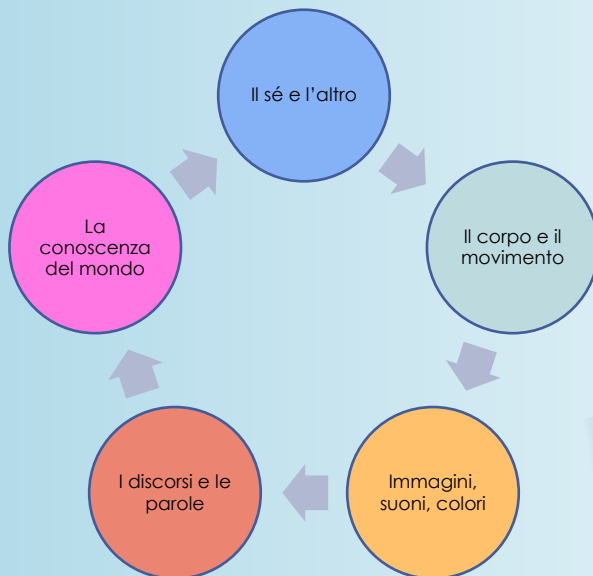 Il sé e l'altro
Il corpo e il
movimento
Immagini,
suoni, colori
I discorsi e le
parole
La
conoscenza
del mondo